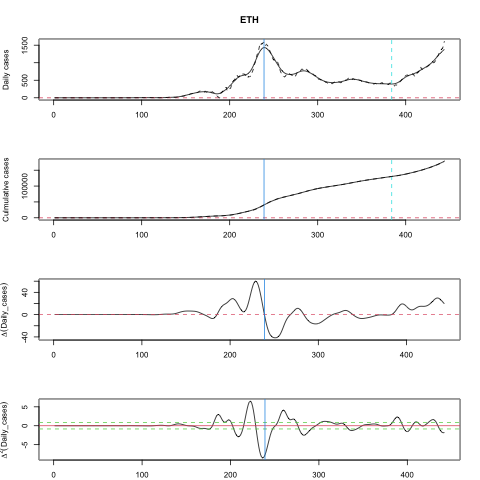 ETH
Daily cases
1500
500
0
0 100 200 300 400
Culmulative cases
100000
0
0 100 200 300 400
Δ(Daily_cases)
40
0
-40
0 100 200 300 400
Δ²(Daily_cases)
5
0
-5
0 100 200 300 400